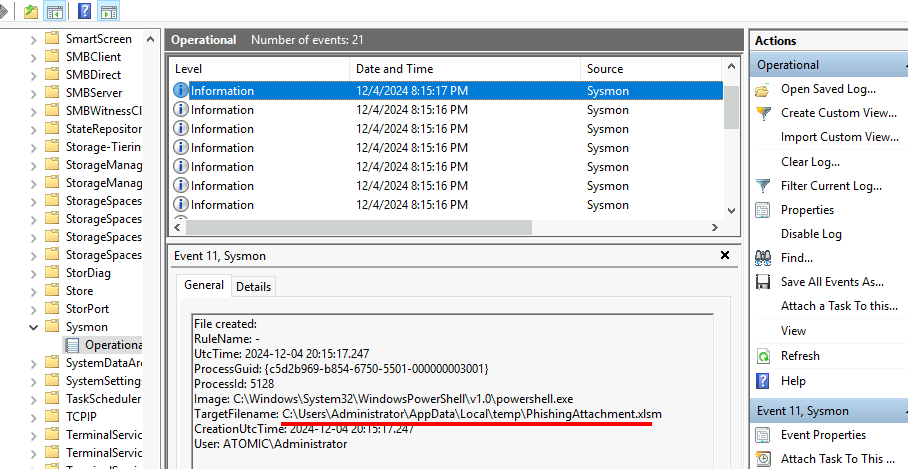 Operational Number of events: 21
Level Date and Time Source
Information 12/4/2024 8:15:17 PM Sysmon
Information 12/4/2024 8:15:16 PM Sysmon
Information 12/4/2024 8:15:16 PM Sysmon
Information 12/4/2024 8:15:16 PM Sysmon
Information 12/4/2024 8:15:16 PM Sysmon
Information 12/4/2024 8:15:16 PM Sysmon
Information 12/4/2024 8:15:16 PM Sysmon
SmartScreen
SMBClient
SMBDirect
SMBServer
SMBWitnessCl
StateRepositor
Storage-Tiering
StorageManag
StorageManag
StorageSpaces
StorageSpaces
StorageSpaces
StorDiag
Store
StorPort
Sysmon
Operationa
SystemDataAr
SystemSetting
TaskScheduler
TCPIP
TerminalServic
TerminalServic
Event 11, Sysmon
General Details
File created:
RuleName: -
UtcTime: 2024-12-04 20:15:17.247
ProcessGuid: {c5d2b969-b854-6750-5501-000000003001}
ProcessId: 5128
Image: C:\Windows\System32\WindowsPowerShell\v1.0\powershell.exe
TargetFilename: C:\Users\Administrator\AppData\Local\temp\PhishingAttachment.xlsm
CreationUtcTime: 2024-12-04 20:15:17.247
User: ATOMIC\Administrator
Actions
Operational
Open Saved Log...
Create Custom View...
Import Custom View...
Clear Log...
Filter Current Log...
Properties
Disable Log
Find...
Save All Events As...
Attach a Task To this...
View
Refresh
Help
Event 11, Sysmon
Event Properties
Attach Task To This ...